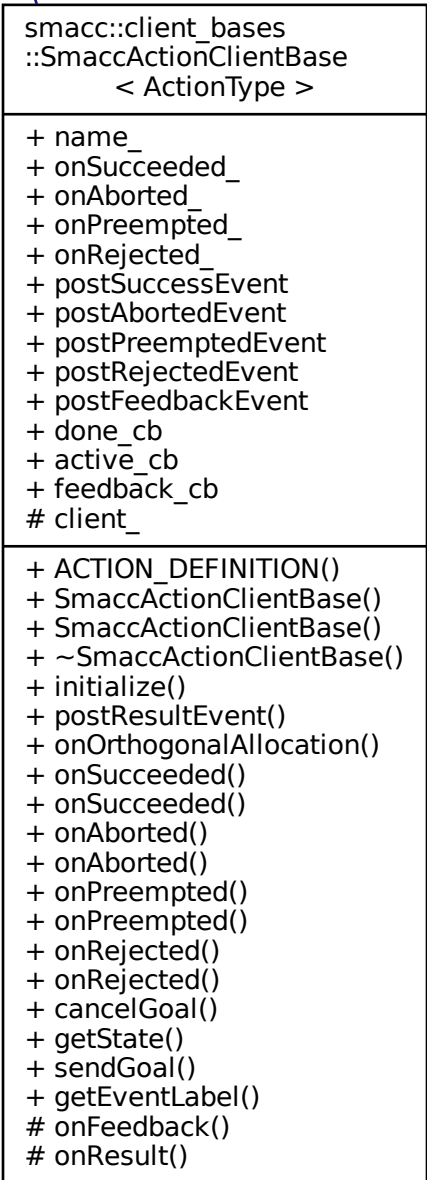 smacc::client_bases
::SmaccActionClientBase
< ActionType >
+ name_
+ onSucceeded_
+ onAborted_
+ onPreempted_
+ onRejected_
+ postSuccessEvent
+ postAbortedEvent
+ postPreemptedEvent
+ postRejectedEvent
+ postFeedbackEvent
+ done_cb
+ active_cb
+ feedback_cb
# client_
+ ACTION_DEFINITION()
+ SmaccActionClientBase()
+ SmaccActionClientBase()
+ ~SmaccActionClientBase()
+ initialize()
+ postResultEvent()
+ onOrthogonalAllocation()
+ onSucceeded()
+ onSucceeded()
+ onAborted()
+ onAborted()
+ onPreempted()
+ onPreempted()
+ onRejected()
+ onRejected()
+ cancelGoal()
+ getState()
+ sendGoal()
+ getEventLabel()
# onFeedback()
# onResult()